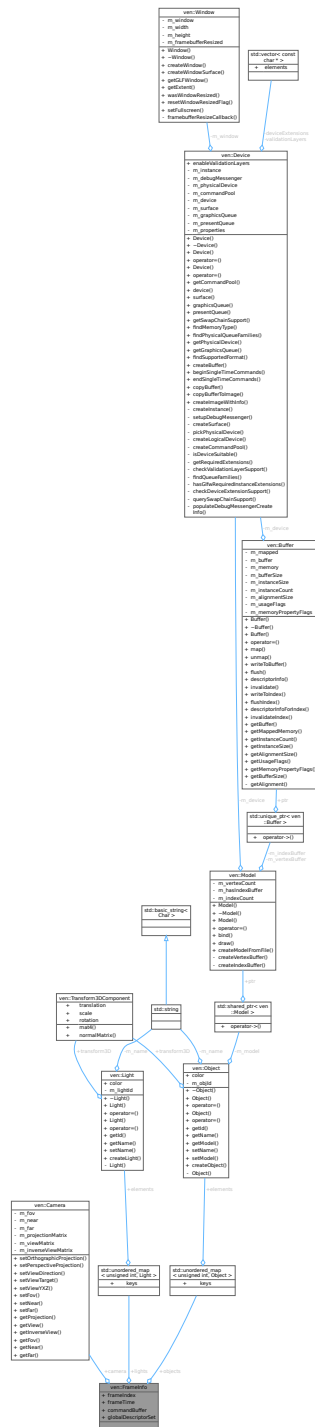 ven::Window
- m_window
- m_width
- m_height
- m_framebufferResized
+ Window()
+ ~Window()
+ createWindow()
+ createWindowSurface()
+ getGLFWindow()
+ getExtent()
+ wasWindowResized()
+ resetWindowResizedFlag()
+ setFullscreen()
- framebufferResizeCallback()
std::vector< const
char * >
+ elements
-m_window
-deviceExtensions
-validationLayers
ven::Device
+ enableValidationLayers
- m_instance
- m_debugMessenger
- m_physicalDevice
- m_commandPool
- m_device
- m_surface
- m_graphicsQueue
- m_presentQueue
- m_properties
+ Device()
+ ~Device()
+ Device()
+ operator=()
+ Device()
+ operator=()
+ getCommandPool()
+ device()
+ surface()
+ graphicsQueue()
+ presentQueue()
+ getSwapChainSupport()
+ findMemoryType()
+ findPhysicalQueueFamilies()
+ getPhysicalDevice()
+ getGraphicsQueue()
+ findSupportedFormat()
+ createBuffer()
+ beginSingleTimeCommands()
+ endSingleTimeCommands()
+ copyBuffer()
+ copyBufferToImage()
+ createImageWithInfo()
- createInstance()
- setupDebugMessenger()
- createSurface()
- pickPhysicalDevice()
- createLogicalDevice()
- createCommandPool()
- isDeviceSuitable()
- getRequiredExtensions()
- checkValidationLayerSupport()
- findQueueFamilies()
- hasGlfwRequiredInstanceExtensions()
- checkDeviceExtensionSupport()
- querySwapChainSupport()
- populateDebugMessengerCreate
Info()
-m_device
ven::Buffer
- m_mapped
- m_buffer
- m_memory
- m_bufferSize
- m_instanceSize
- m_instanceCount
- m_alignmentSize
- m_usageFlags
- m_memoryPropertyFlags
+ Buffer()
+ ~Buffer()
+ Buffer()
+ operator=()
+ map()
+ unmap()
+ writeToBuffer()
+ flush()
+ descriptorInfo()
+ invalidate()
+ writeToIndex()
+ flushIndex()
+ descriptorInfoForIndex()
+ invalidateIndex()
+ getBuffer()
+ getMappedMemory()
+ getInstanceCount()
+ getInstanceSize()
+ getAlignmentSize()
+ getUsageFlags()
+ getMemoryPropertyFlags()
+ getBufferSize()
- getAlignment()
-m_device
+ptr
std::unique_ptr< ven
::Buffer >
+ operator->()
-m_indexBuffer
-m_vertexBuffer
ven::Model
- m_vertexCount
- m_hasIndexBuffer
- m_indexCount
+ Model()
+ ~Model()
+ Model()
+ operator=()
+ bind()
+ draw()
+ createModelFromFile()
- createVertexBuffer()
- createIndexBuffer()
std::basic_string<
Char >
+ptr
ven::Transform3DComponent
+ translation
+ scale
+ rotation
+ mat4()
+ normalMatrix()
std::string
std::shared_ptr< ven
::Model >
+ operator->()
+transform3D
-m_name
+transform3D
-m_name
-m_model
ven::Light
+ color
- m_lightId
+ ~Light()
+ Light()
+ operator=()
+ Light()
+ operator=()
+ getId()
+ getName()
+ setName()
+ createLight()
- Light()
ven::Object
+ color
- m_objId
+ ~Object()
+ Object()
+ operator=()
+ Object()
+ operator=()
+ getId()
+ getName()
+ getModel()
+ setName()
+ setModel()
+ createObject()
- Object()
+elements
+elements
ven::Camera
- m_fov
- m_near
- m_far
- m_projectionMatrix
- m_viewMatrix
- m_inverseViewMatrix
+ setOrthographicProjection()
+ setPerspectiveProjection()
+ setViewDirection()
+ setViewTarget()
+ setViewYXZ()
+ setFov()
+ setNear()
+ setFar()
+ getProjection()
+ getView()
+ getInverseView()
+ getFov()
+ getNear()
+ getFar()
std::unordered_map
< unsigned int, Light >
+ keys
std::unordered_map
< unsigned int, Object >
+ keys
+camera
+lights
+objects
ven::FrameInfo
+ frameIndex
+ frameTime
+ commandBuffer
+ globalDescriptorSet